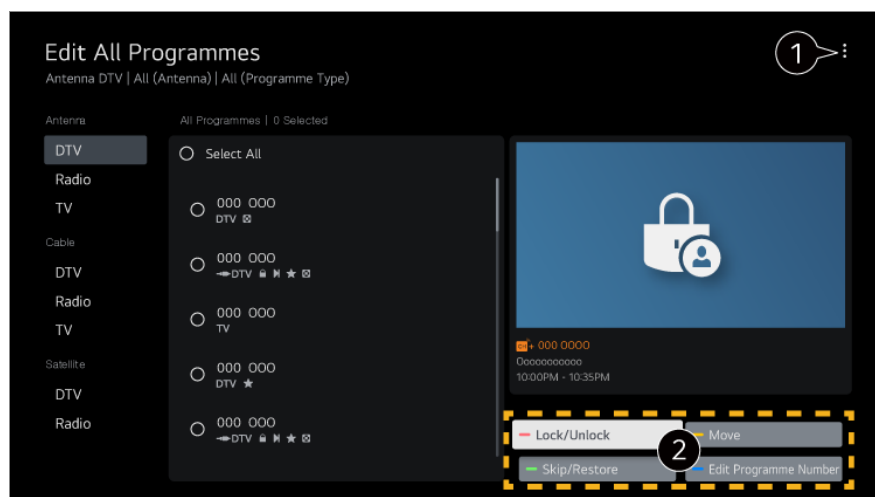 Edit All Programmes
Antenna DTV | All (Antenna) | All (Programme Type)
1
Antenna
DTV
Radio
TV
Cable
DTV
Radio
TV
Satellite
DTV
Radio
All Programmes | 0 Selected
Select All
000 000
DTV
000 000
DTV
000 000
TV
000 000
DTV
000 000
DTV
+ 000 0000
Oooooooooooo
10:00PM - 10:35PM
Lock/Unlock
2
Move
Skip/Restore
Edit Programme Number